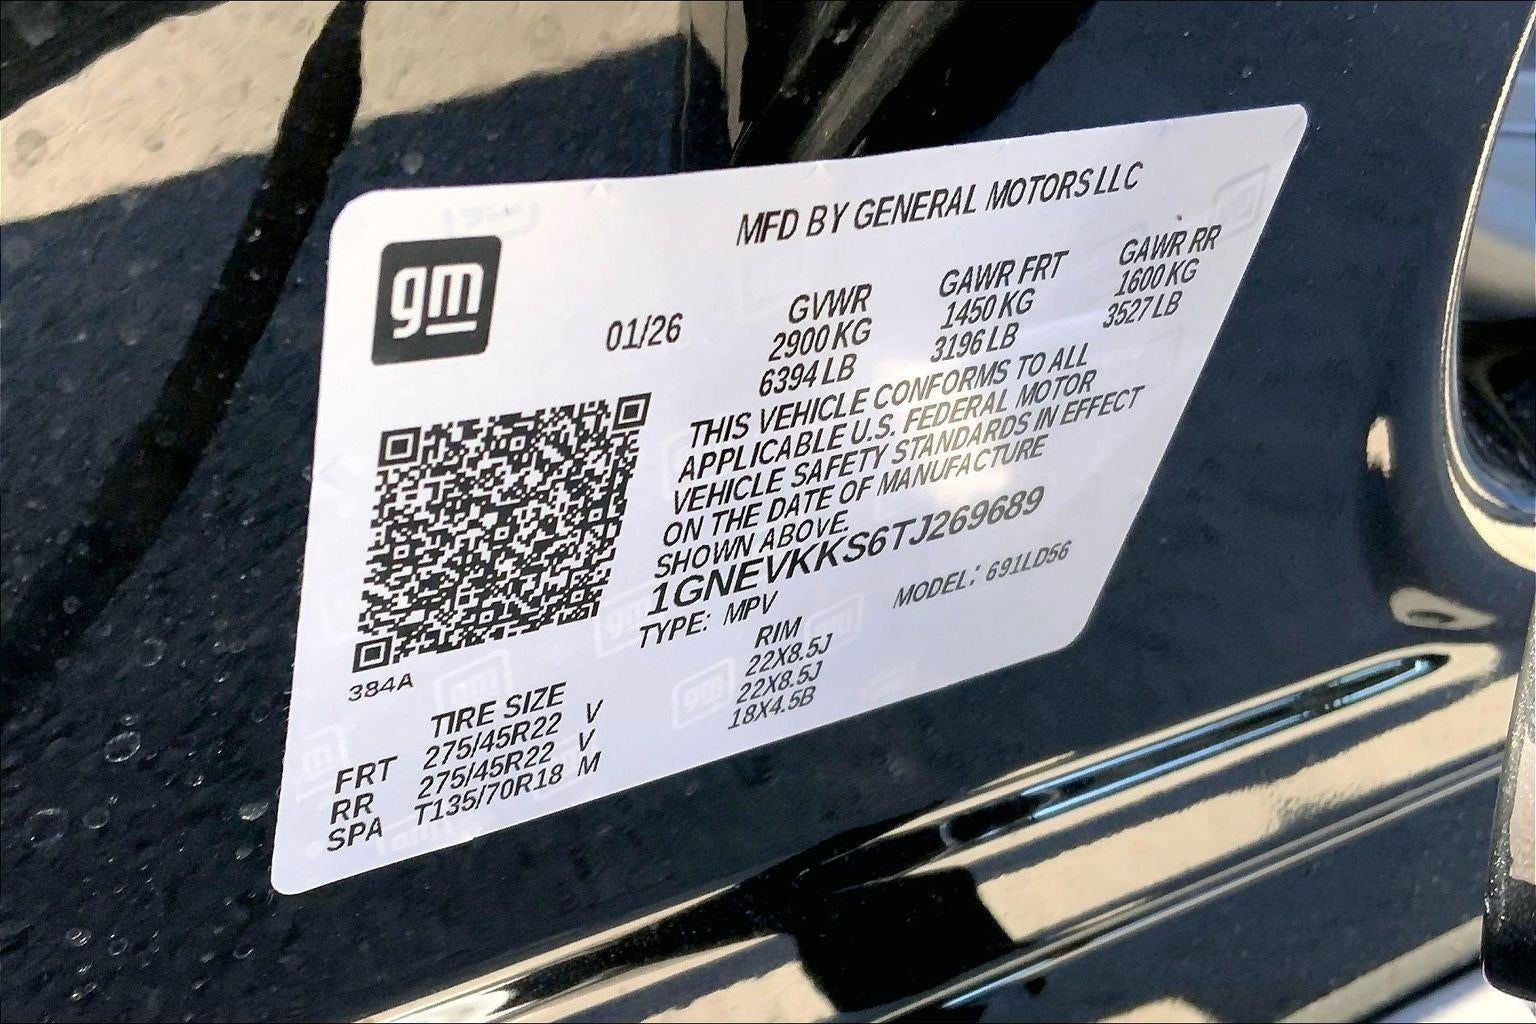 MFD BY GENERAL MOTORS LLC
gm
01/26
GVWR GAWR FRT GAWR RR
2900 KG 1450 KG 1600 KG
6394 LB 3196 LB 3527 LB
THIS VEHICLE CONFORMS TO ALL
APPLICABLE U.S. FEDERAL MOTOR
VEHICLE SAFETY STANDARDS IN EFFECT
ON THE DATE OF MANUFACTURE
SHOWN ABOVE.
1GNEVKKS6TJ269689
TYPE: MPV MODEL: 691LD56
384A
TIRE SIZE RIM
FRT 275/45R22 V 22X8.5J
RR 275/45R22 V 22X8.5J
SPA T135/70R18 M 18X4.5B